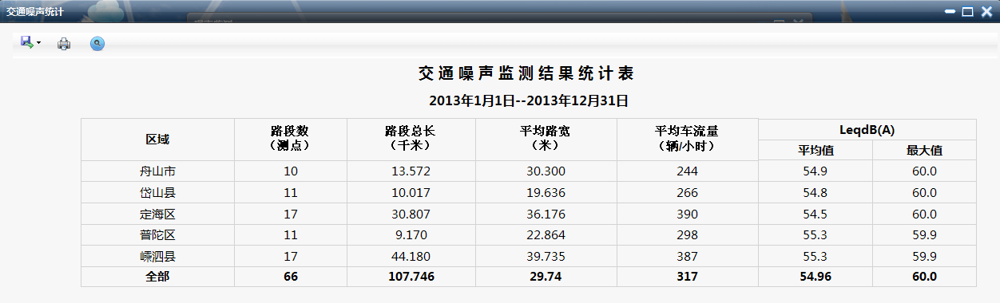 交通噪声统计
交通噪声监测结果统计表
2013年1月1日--2013年12月31日
区域 路段数（测点） 路段总长（千米） 平均路宽（米） 平均车流量（辆/小时） LeqdB(A)
平均值 最大值
舟山市 10 13.572 30.300 244 54.9 60.0
岱山县 11 10.017 19.636 266 54.8 60.0
定海区 17 30.807 36.176 390 54.5 60.0
普陀区 11 9.170 22.864 298 55.3 59.9
嵊泗县 17 44.180 39.735 387 55.3 59.9
全部 66 107.746 29.74 317 54.96 60.0